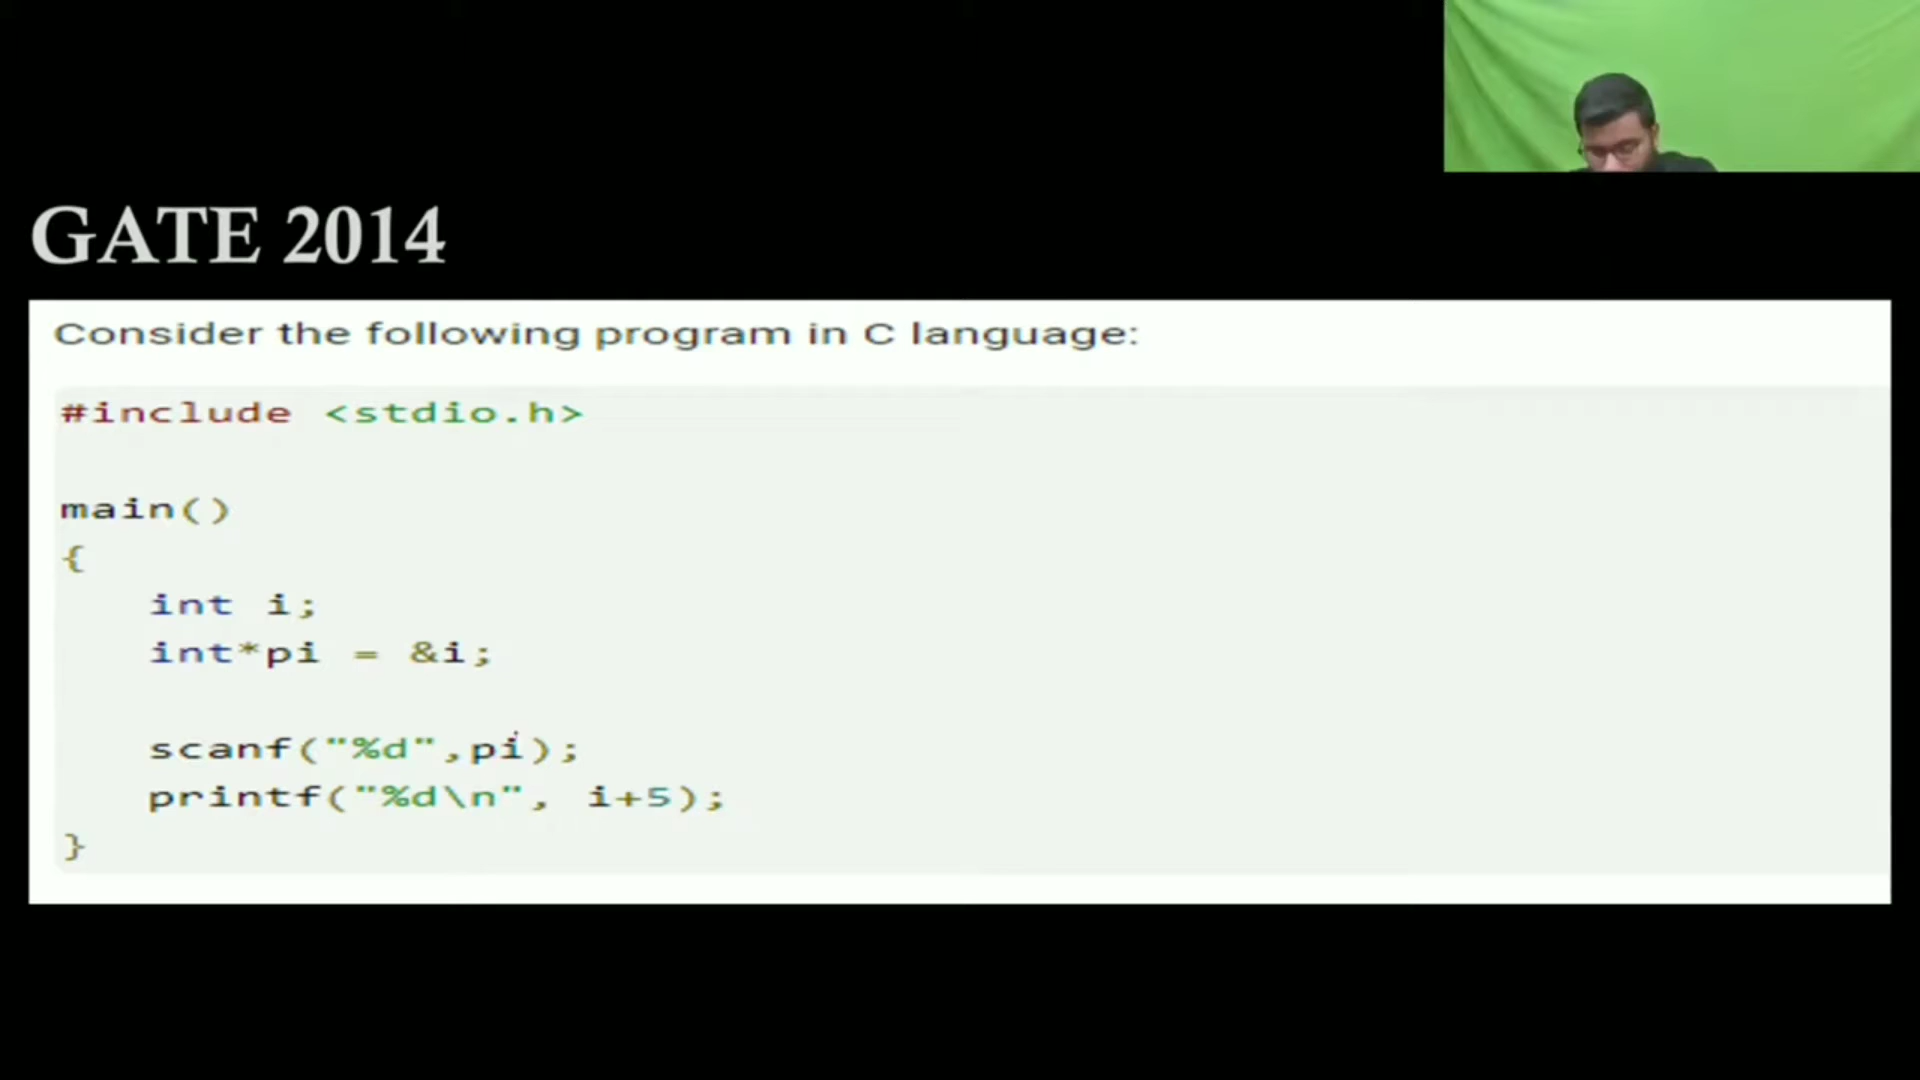 GATE 2014
Consider the following program in C language:
#include <stdio.h>
main()
{
int i;
int*pi = &i;
scanf("%d",pi);
printf("%d\n", i+5);
}